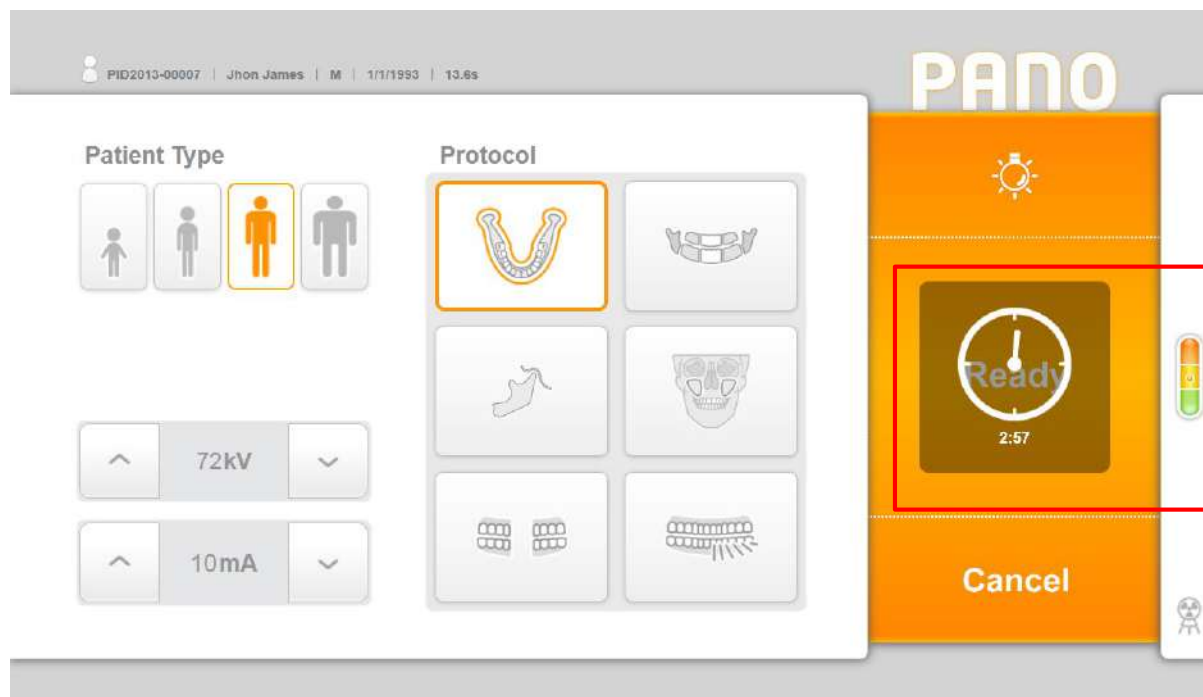 PID2013-00007 | Jhon James | M | 1/1/1993 | 13.6s
PANO
Patient Type
Protocol
Ready
2:57
72kV
10mA
Cancel